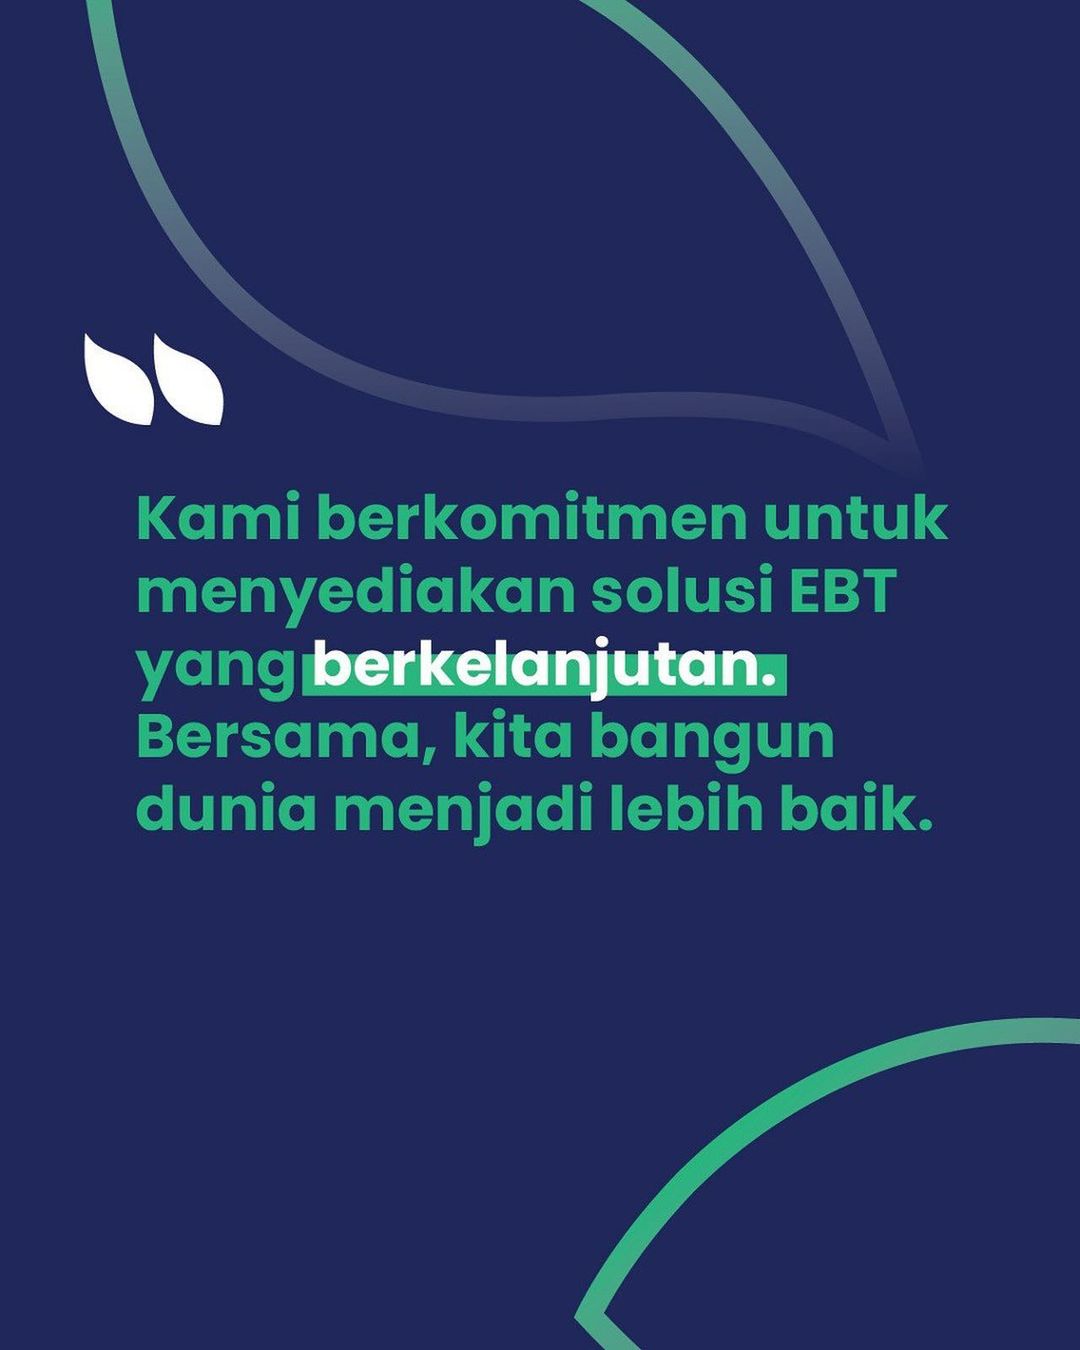 Kami berkomitmen untuk
menyediakan solusi EBT
yang berkelanjutan.
Bersama, kita bangun
dunia menjadi lebih baik.